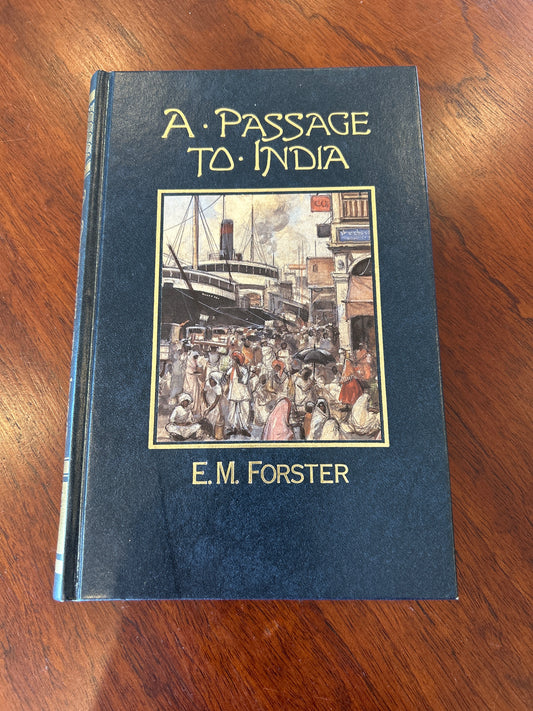 A · PASSAGE
TO · INDIA
E. M. FORSTER